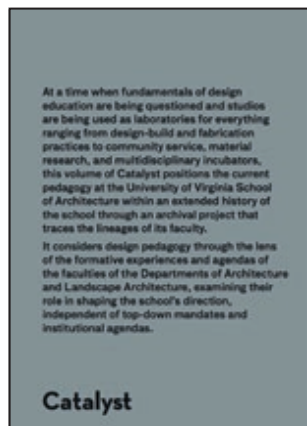 At a time when fundamentals of design
education are being questioned and studios
are being used as laboratories for everything
ranging from design-build and fabrication
practices to community service, material
research, and multidisciplinary incubators,
this volume of Catalyst positions the current
pedagogy at the University of Virginia School
of Architecture within an extended history of
the school through an archival project that
traces the lineages of its faculty.
It considers design pedagogy through the lens
of the formative experiences and agendas of
the faculties of the Departments of Architecture
and Landscape Architecture, examining their
role in shaping the school's direction,
independent of top-down mandates and
institutional agendas.
Catalyst